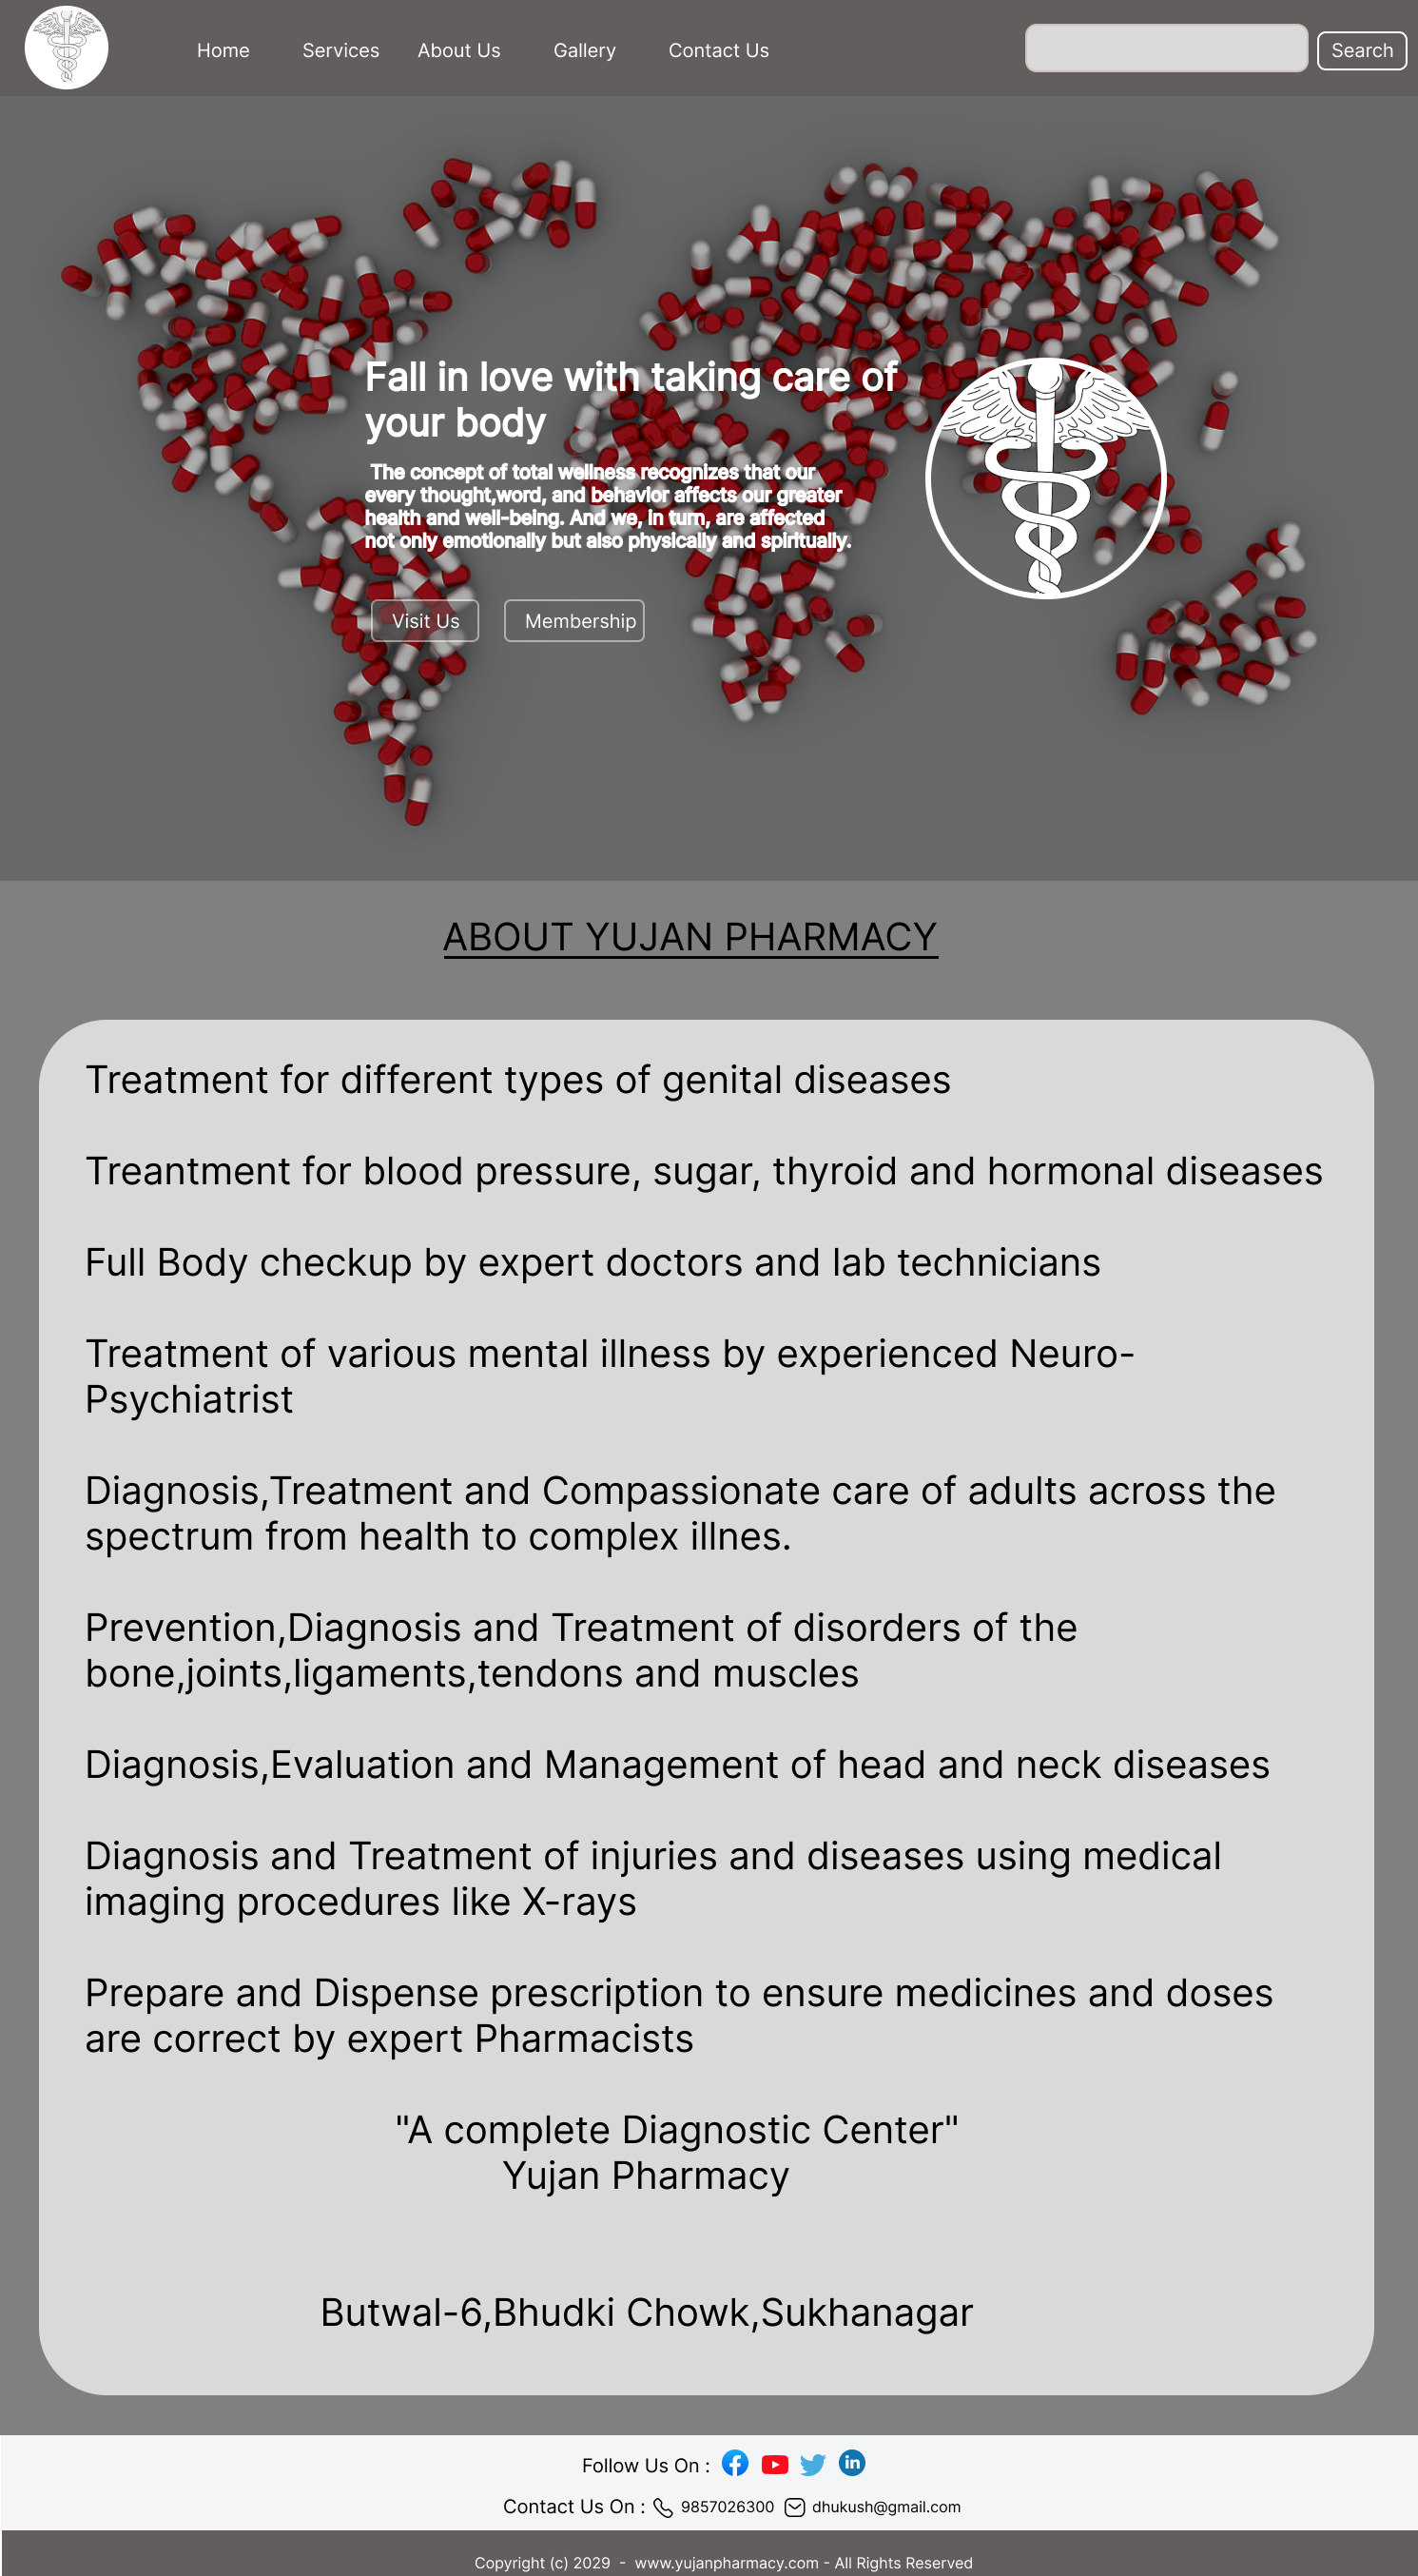 Home Services About Us Gallery Contact Us Search
Fall in love with taking care of
your body
The concept of total wellness recognizes that our
every thought,word, and behavior affects our greater
health and well-being. And we, in turn, are affected
not only emotionally but also physically and spiritually.
Visit Us Membership
ABOUT YUJAN PHARMACY
Treatment for different types of genital diseases
Treantment for blood pressure, sugar, thyroid and hormonal diseases
Full Body checkup by expert doctors and lab technicians
Treatment of various mental illness by experienced Neuro-
Psychiatrist
Diagnosis,Treatment and Compassionate care of adults across the
spectrum from health to complex illnes.
Prevention,Diagnosis and Treatment of disorders of the
bone,joints,ligaments,tendons and muscles
Diagnosis,Evaluation and Management of head and neck diseases
Diagnosis and Treatment of injuries and diseases using medical
imaging procedures like X-rays
Prepare and Dispense prescription to ensure medicines and doses
are correct by expert Pharmacists
"A complete Diagnostic Center"
Yujan Pharmacy
Butwal-6,Bhudki Chowk,Sukhanagar
Follow Us On :
Contact Us On : 9857026300 dhukush@gmail.com
Copyright (c) 2029 - www.yujanpharmacy.com - All Rights Reserved